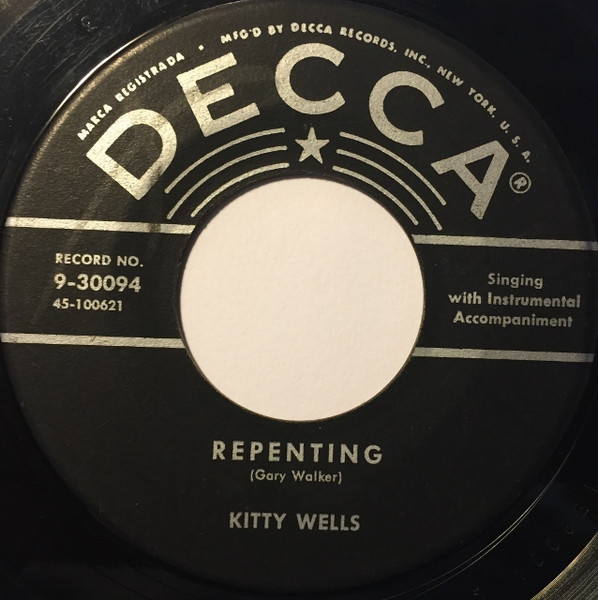 MARCA REGISTRADA • MFG'D BY DECCA RECORDS, INC., NEW YORK, U. S. A.
DECCA®
RECORD NO.
9-30094
45-100621
Singing
with Instrumental
Accompaniment
REPENTING
(Gary Walker)
KITTY WELLS